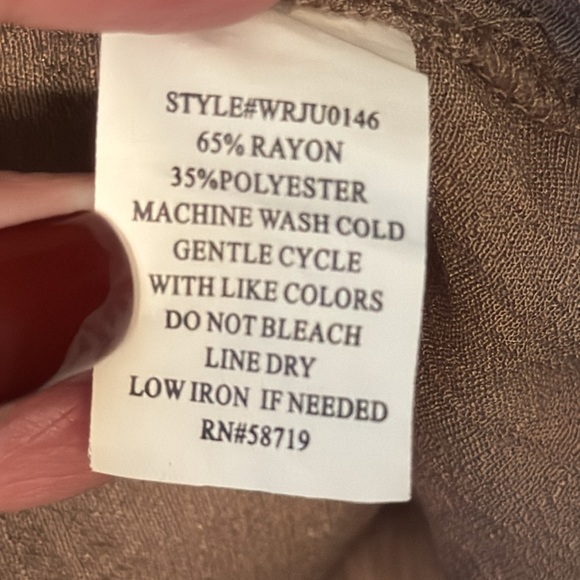 STYLE#WRJU0146
65% RAYON
35%POLYESTER
MACHINE WASH COLD
GENTLE CYCLE
WITH LIKE COLORS
DO NOT BLEACH
LINE DRY
LOW IRON IF NEEDED
RN#58719